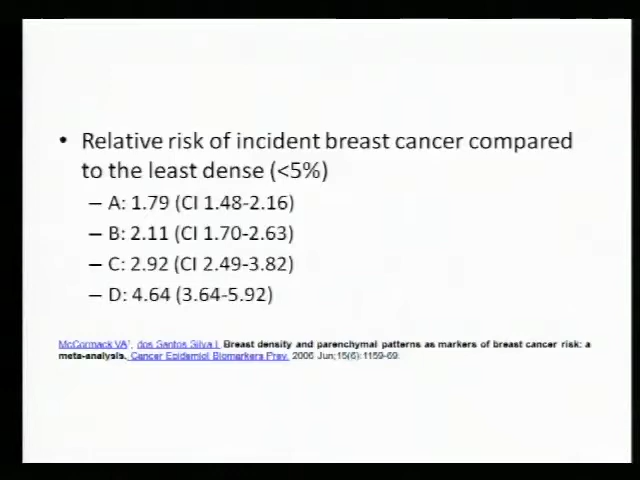 • Relative risk of incident breast cancer compared
to the least dense (<5%)
– A: 1.79 (CI 1.48-2.16)
– B: 2.11 (CI 1.70-2.63)
– C: 2.92 (CI 2.49-3.82)
– D: 4.64 (3.64-5.92)
McCormack VA¹, dos Santos Silva I. Breast density and parenchymal patterns as markers of breast cancer risk: a
meta-analysis. Cancer Epidemiol Biomarkers Prev. 2006 Jun;15(6):1159-69.